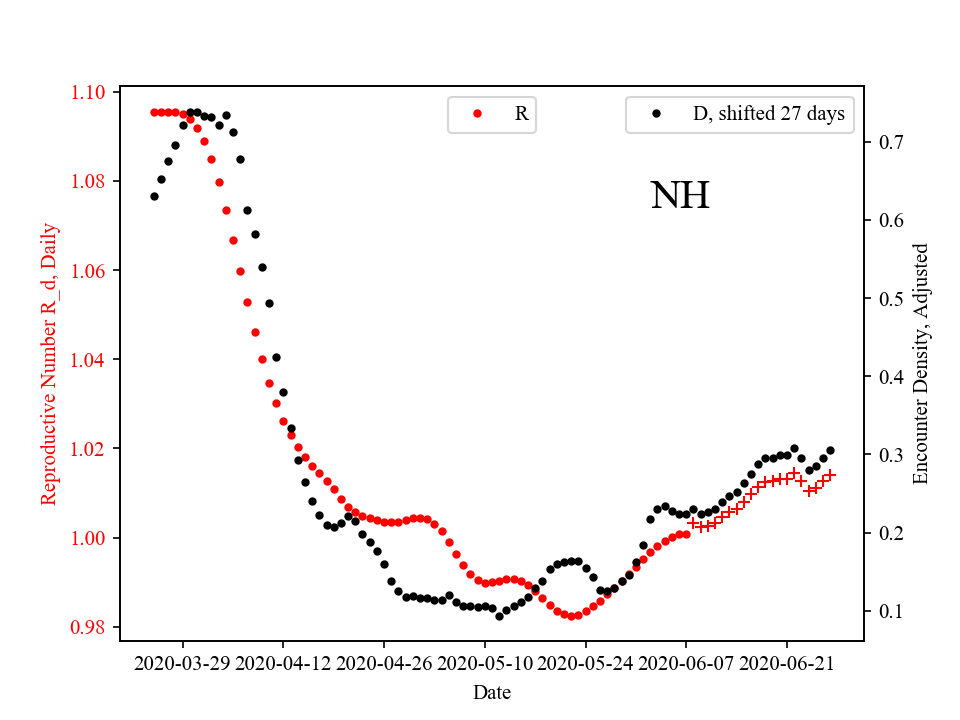 R
D, shifted 27 days
NH
Reproductive Number R_d, Daily
1.10
1.08
1.06
1.04
1.02
1.00
0.98
0.7
0.6
0.5
0.4
0.3
0.2
0.1
Encounter Density, Adjusted
2020-03-29 2020-04-12 2020-04-26 2020-05-10 2020-05-24 2020-06-07 2020-06-21
Date